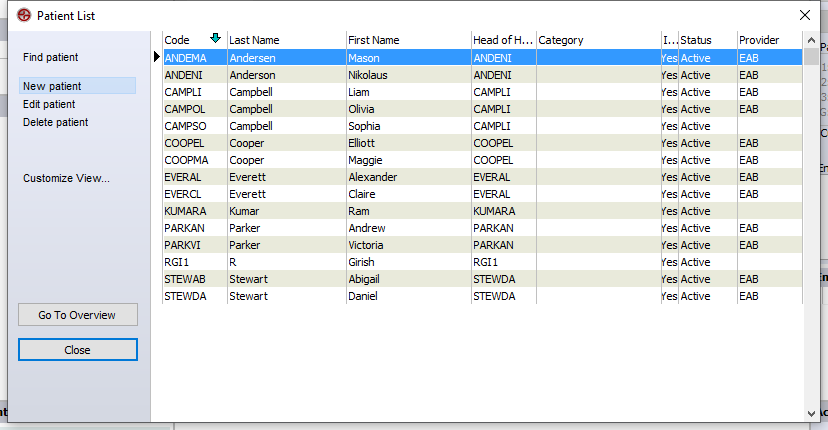 Patient List
Find patient
New patient
Edit patient
Delete patient
Customize View...
Go To Overview
Close
Code Last Name First Name Head of H... Category I... Status Provider
ANDEMA Andersen Mason ANDENI Yes Active EAB
ANDENI Anderson Nikolaus ANDENI Yes Active EAB
CAMPLI Campbell Liam CAMPLI Yes Active EAB
CAMPOL Campbell Olivia CAMPLI Yes Active EAB
CAMPSO Campbell Sophia CAMPLI Yes Active
COOPEL Cooper Elliott COOPEL Yes Active EAB
COOPMA Cooper Maggie COOPEL Yes Active EAB
EVERAL Everett Alexander EVERAL Yes Active EAB
EVERCL Everett Claire EVERAL Yes Active EAB
KUMARA Kumar Ram KUMARA Yes Active
PARKAN Parker Andrew PARKAN Yes Active EAB
PARKVI Parker Victoria PARKAN Yes Active EAB
RGI1 R Girish RGI1 Yes Active
STEWAB Stewart Abigail STEWDA Yes Active EAB
STEWDA Stewart Daniel STEWDA Yes Active EAB